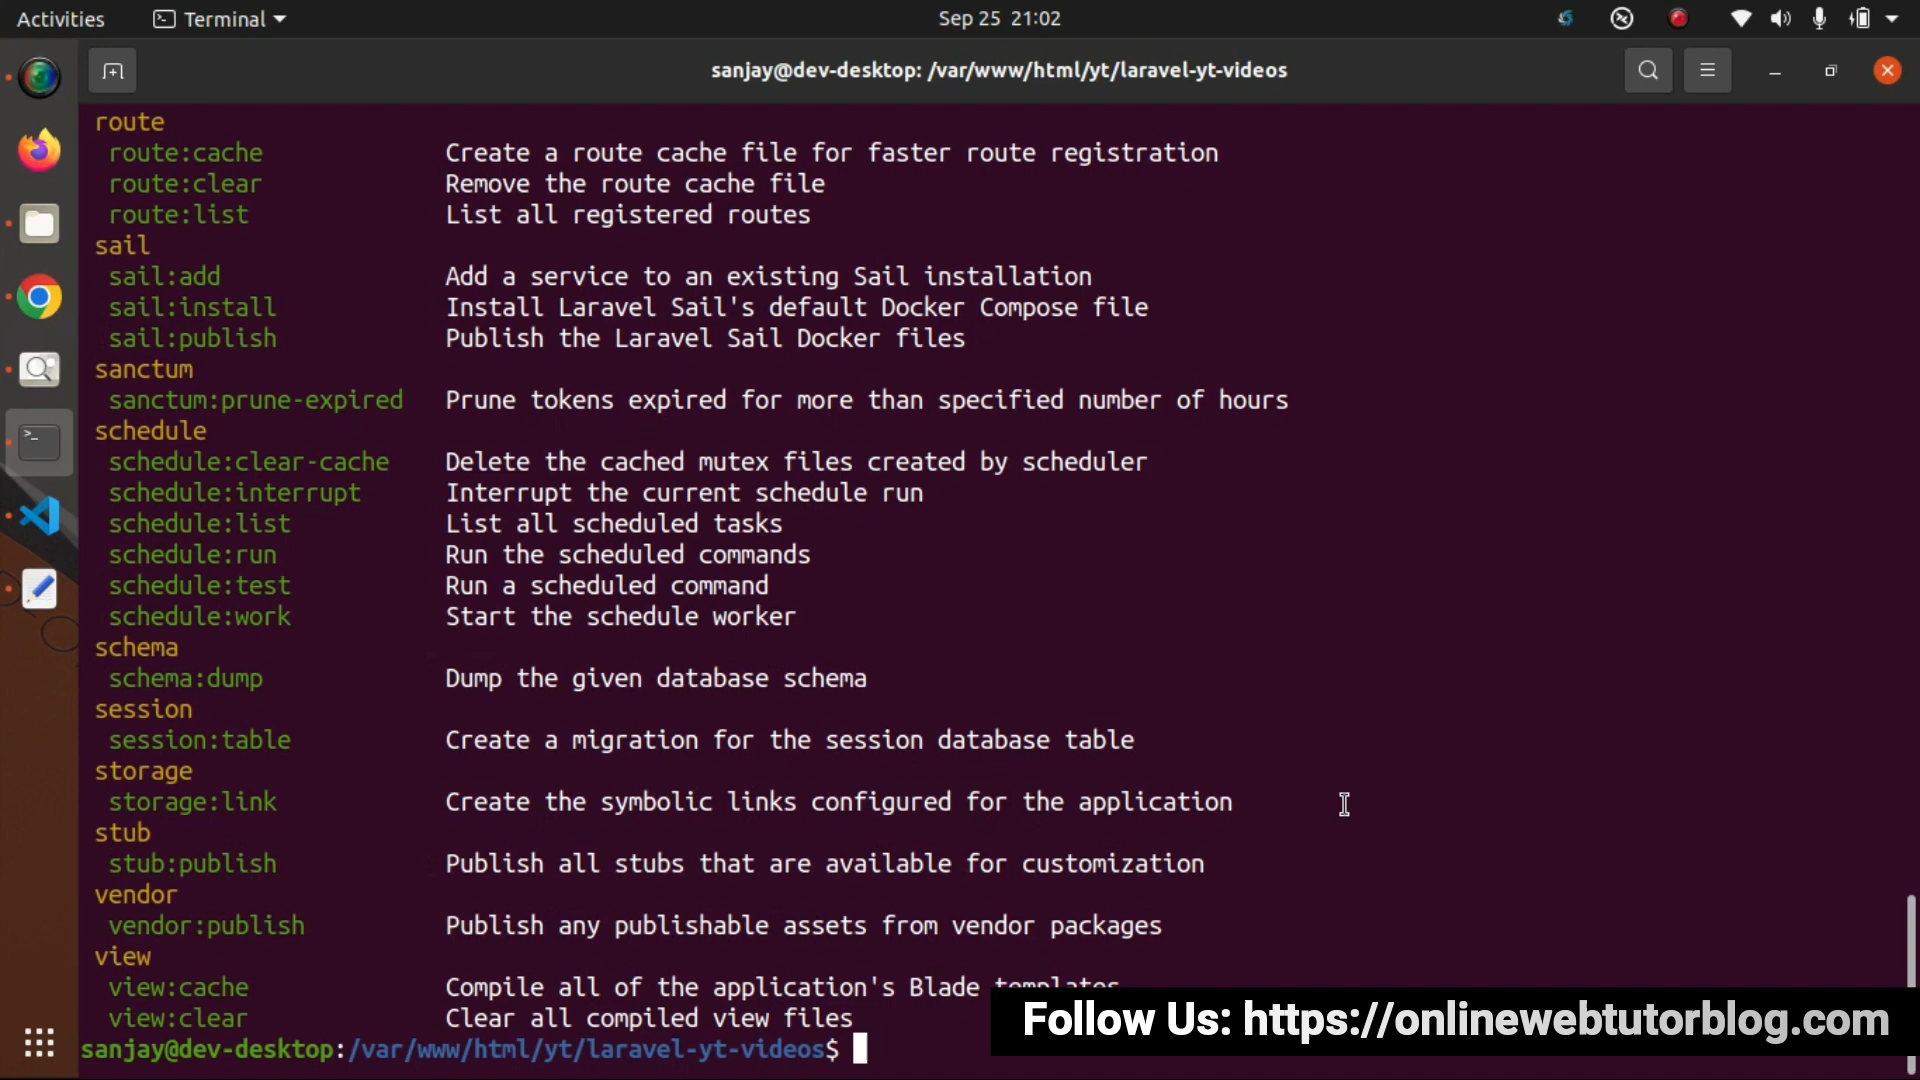 Activities Terminal Sep 25 21:02
sanjay@dev-desktop: /var/www/html/yt/laravel-yt-videos
route
route:cache Create a route cache file for faster route registration
route:clear Remove the route cache file
route:list List all registered routes
sail
sail:add Add a service to an existing Sail installation
sail:install Install Laravel Sail's default Docker Compose file
sail:publish Publish the Laravel Sail Docker files
sanctum
sanctum:prune-expired Prune tokens expired for more than specified number of hours
schedule
schedule:clear-cache Delete the cached mutex files created by scheduler
schedule:interrupt Interrupt the current schedule run
schedule:list List all scheduled tasks
schedule:run Run the scheduled commands
schedule:test Run a scheduled command
schedule:work Start the schedule worker
schema
schema:dump Dump the given database schema
session
session:table Create a migration for the session database table
storage
storage:link Create the symbolic links configured for the application
stub
stub:publish Publish all stubs that are available for customization
vendor
vendor:publish Publish any publishable assets from vendor packages
view
view:cache Compile all of the application's Blade templates
view:clear Clear all compiled view files
Follow Us: https://onlinewebtutorblog.com
sanjay@dev-desktop:/var/www/html/yt/laravel-yt-videos$